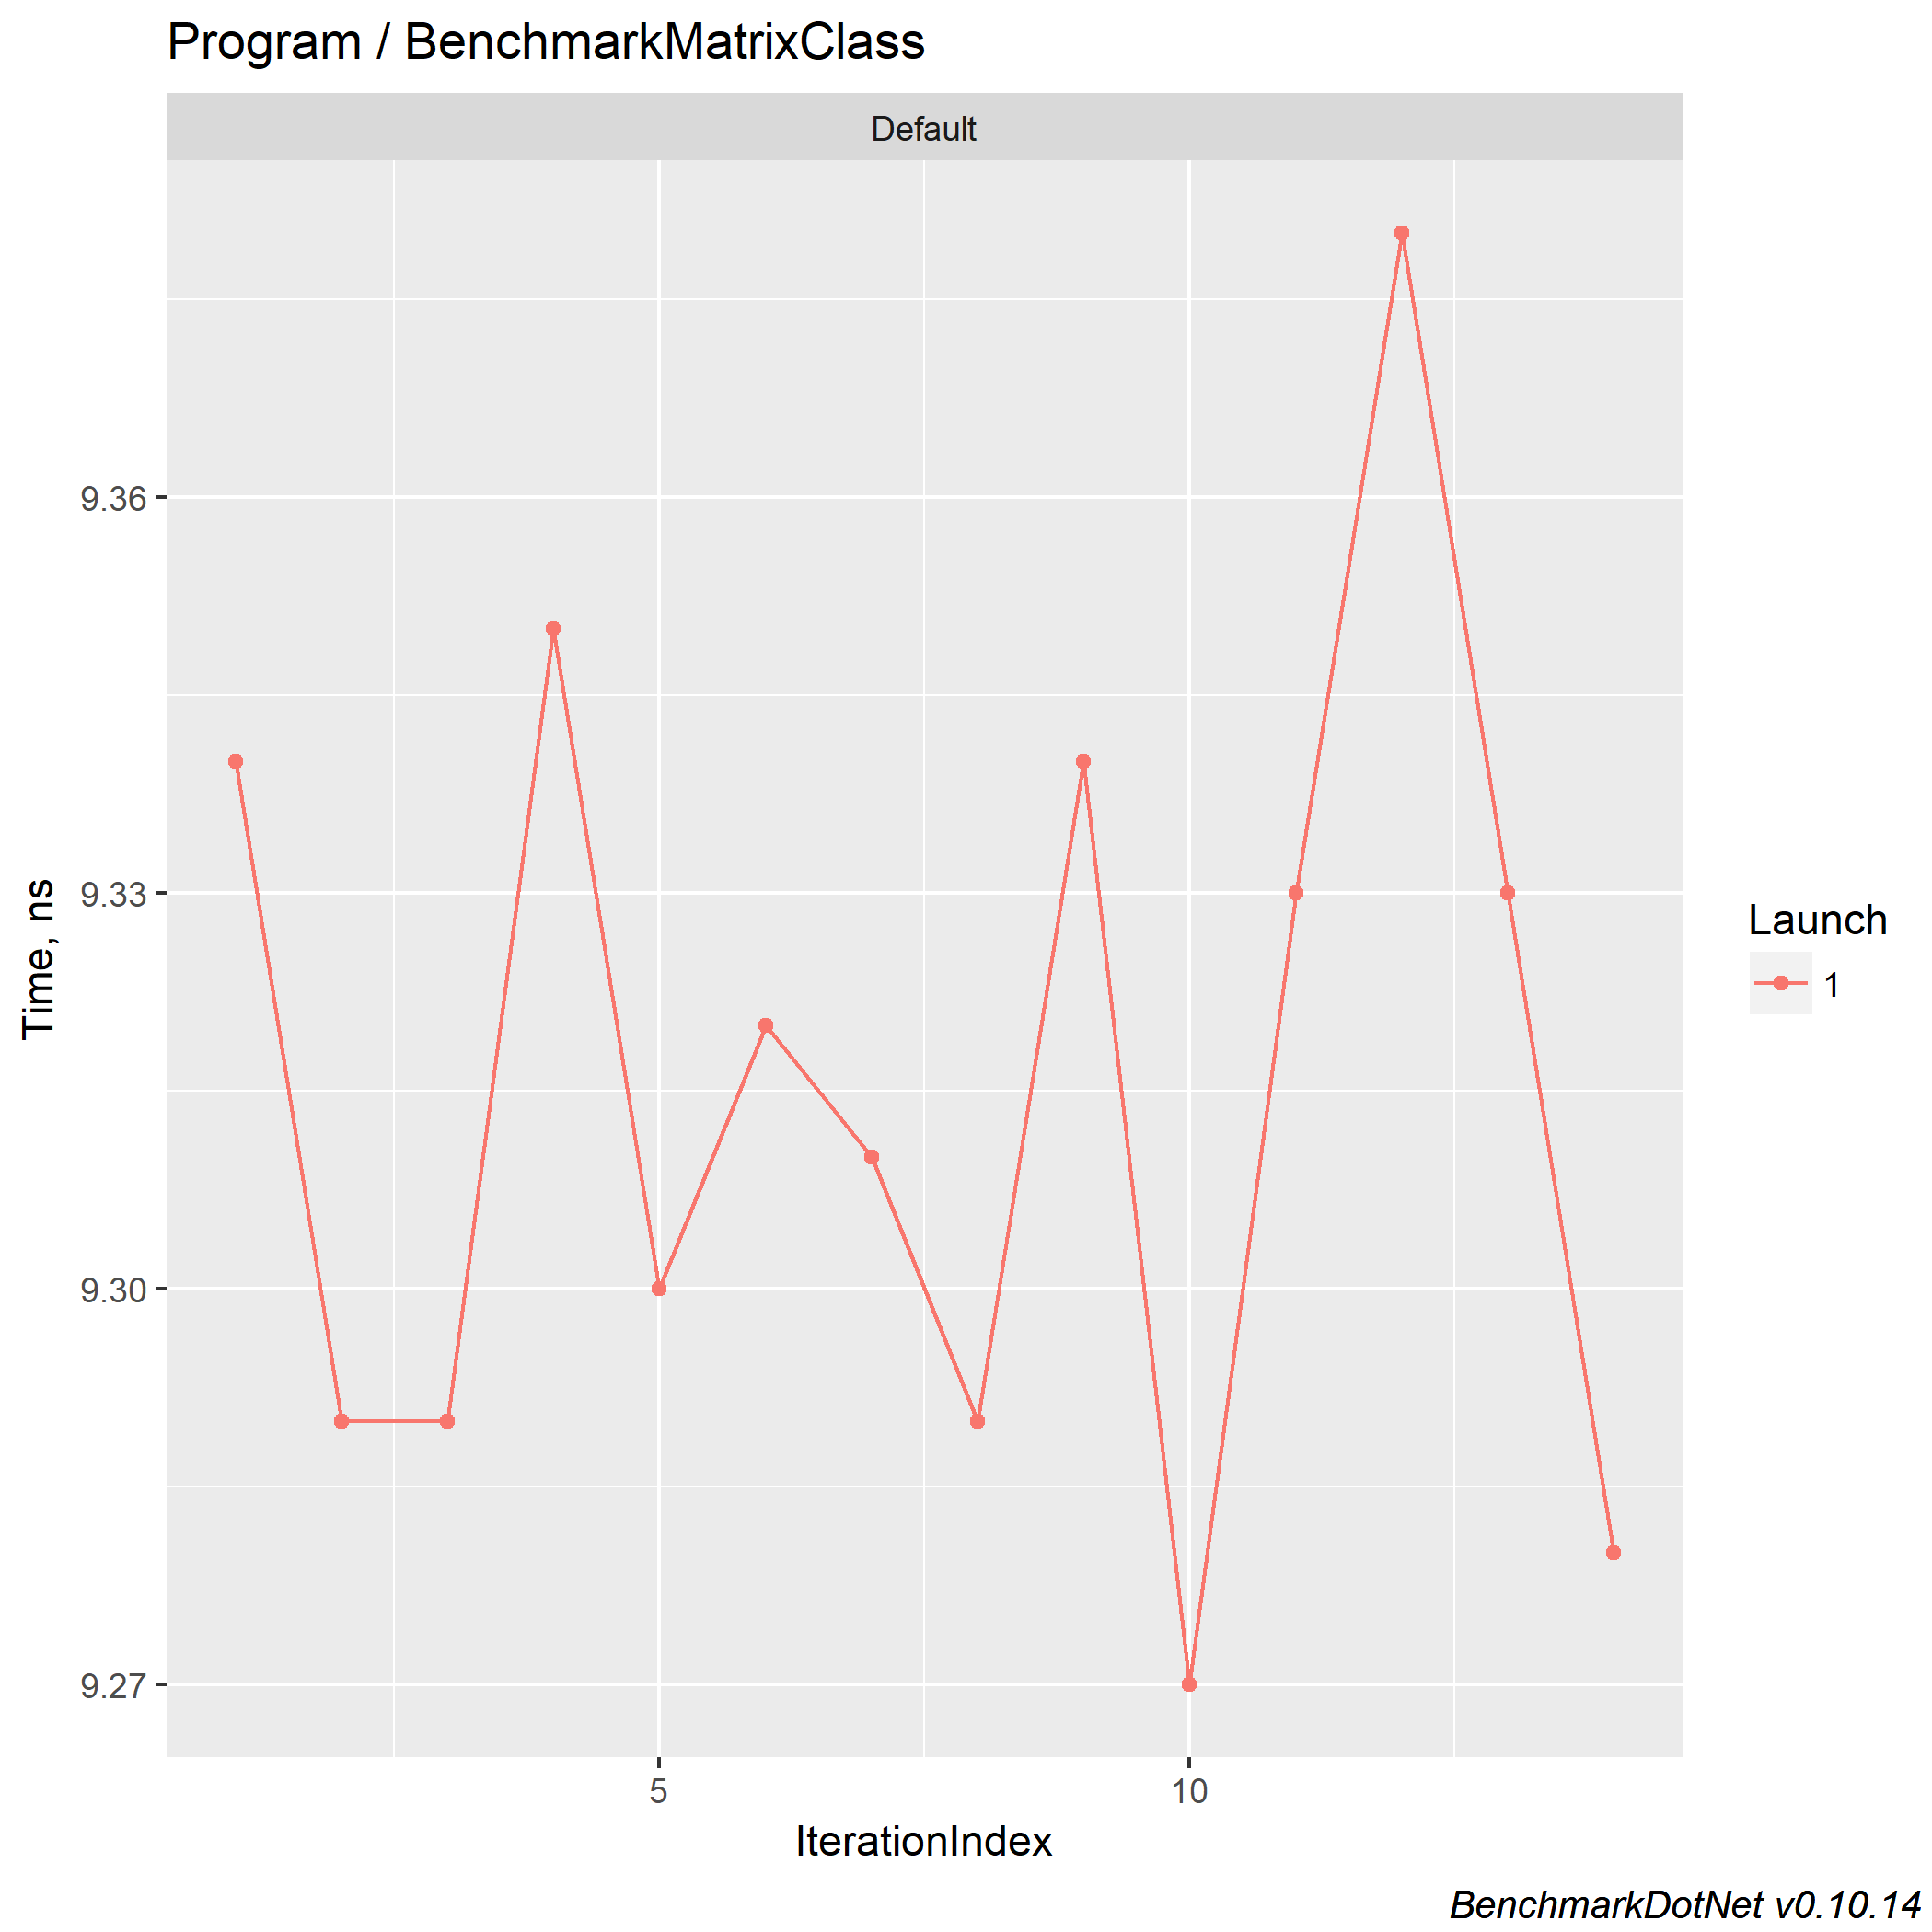 Program / BenchmarkMatrixClass
Default
9.36
9.33
9.30
9.27
Time, ns
5
10
IterationIndex
Launch
1
BenchmarkDotNet v0.10.14